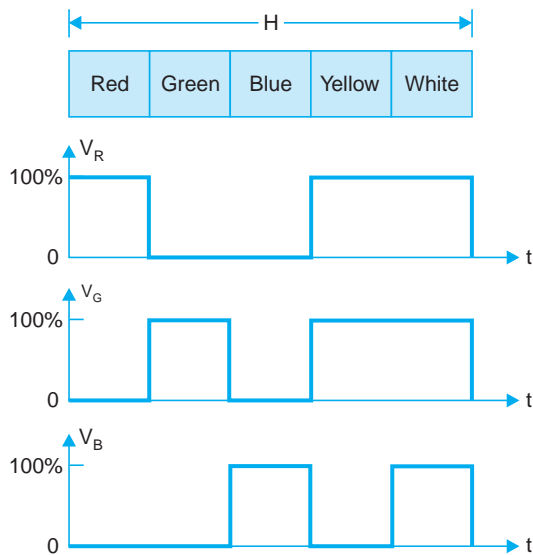 H
Red Green Blue Yellow White
V_R
100%
0
t
V_G
100%
0
t
V_B
100%
0
t